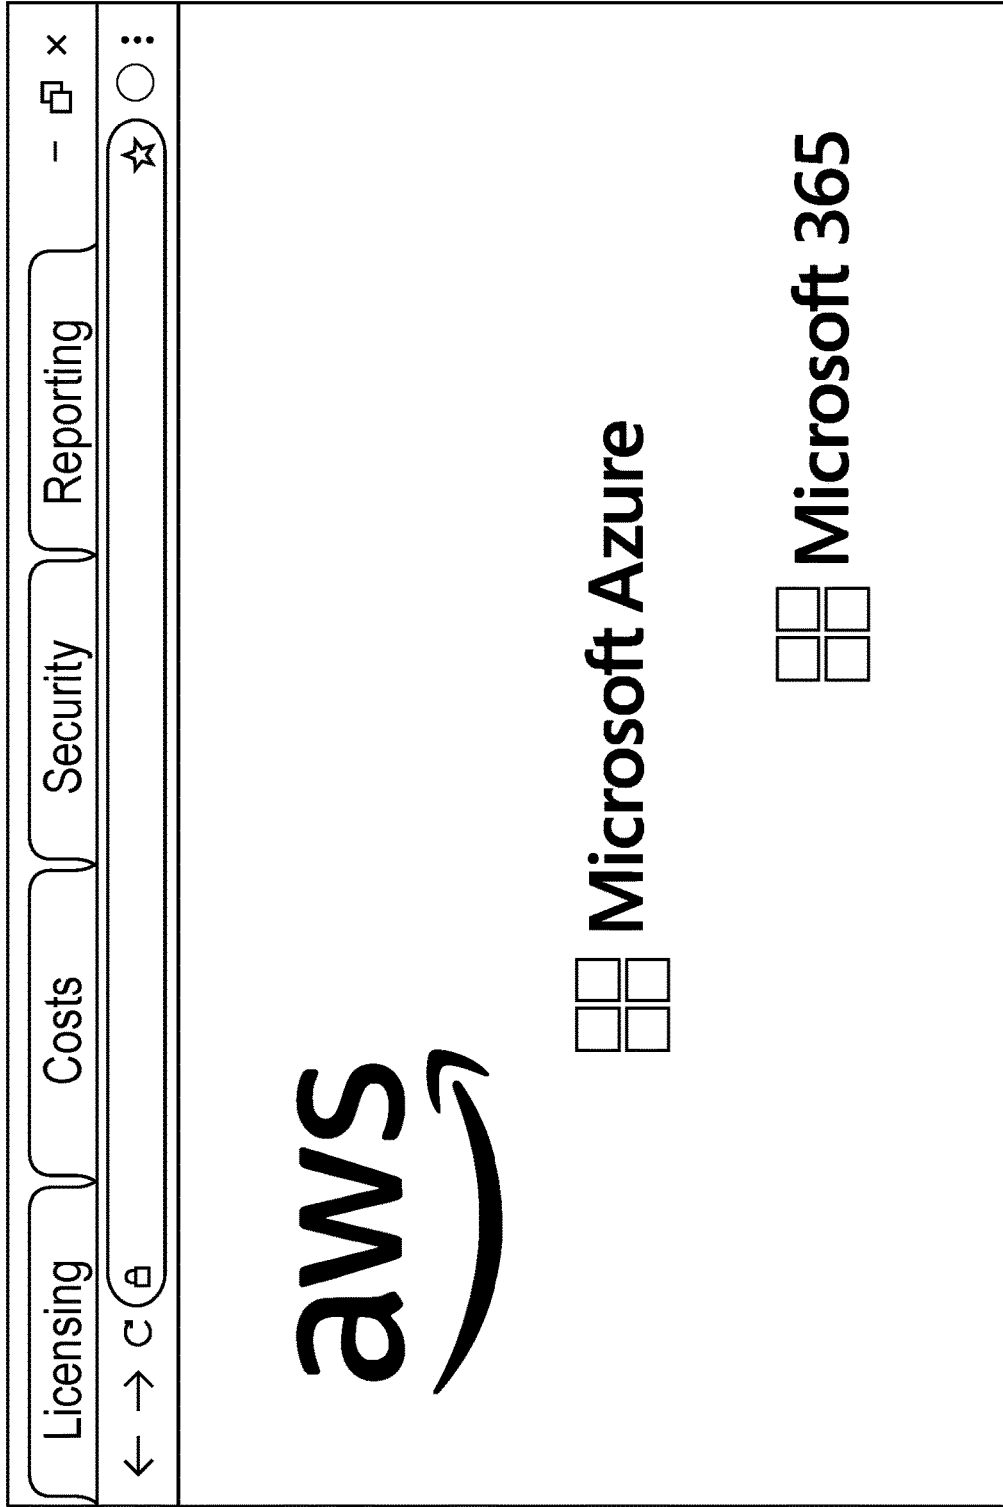 Licensing
Costs
Security
Reporting
aws
Microsoft Azure
Microsoft 365